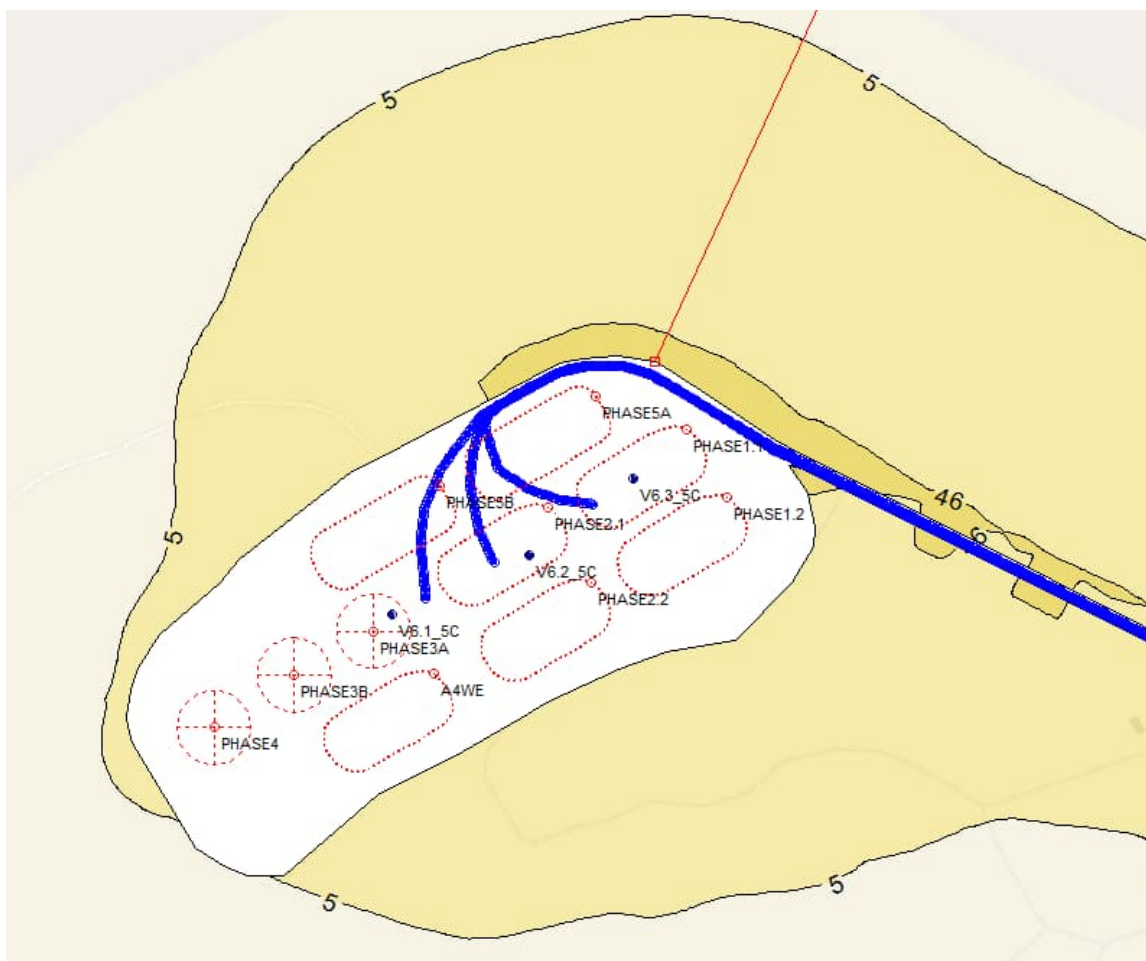 5
5
PHASE5A
PHASE1.1
PHASE5B
V6.3_5C
PHASE1.2
46
PHASE2.1
5
V6.2_5C
PHASE2.2
V6.1_5C
PHASE3A
PHASE3B
A4WE
PHASE4
5
5